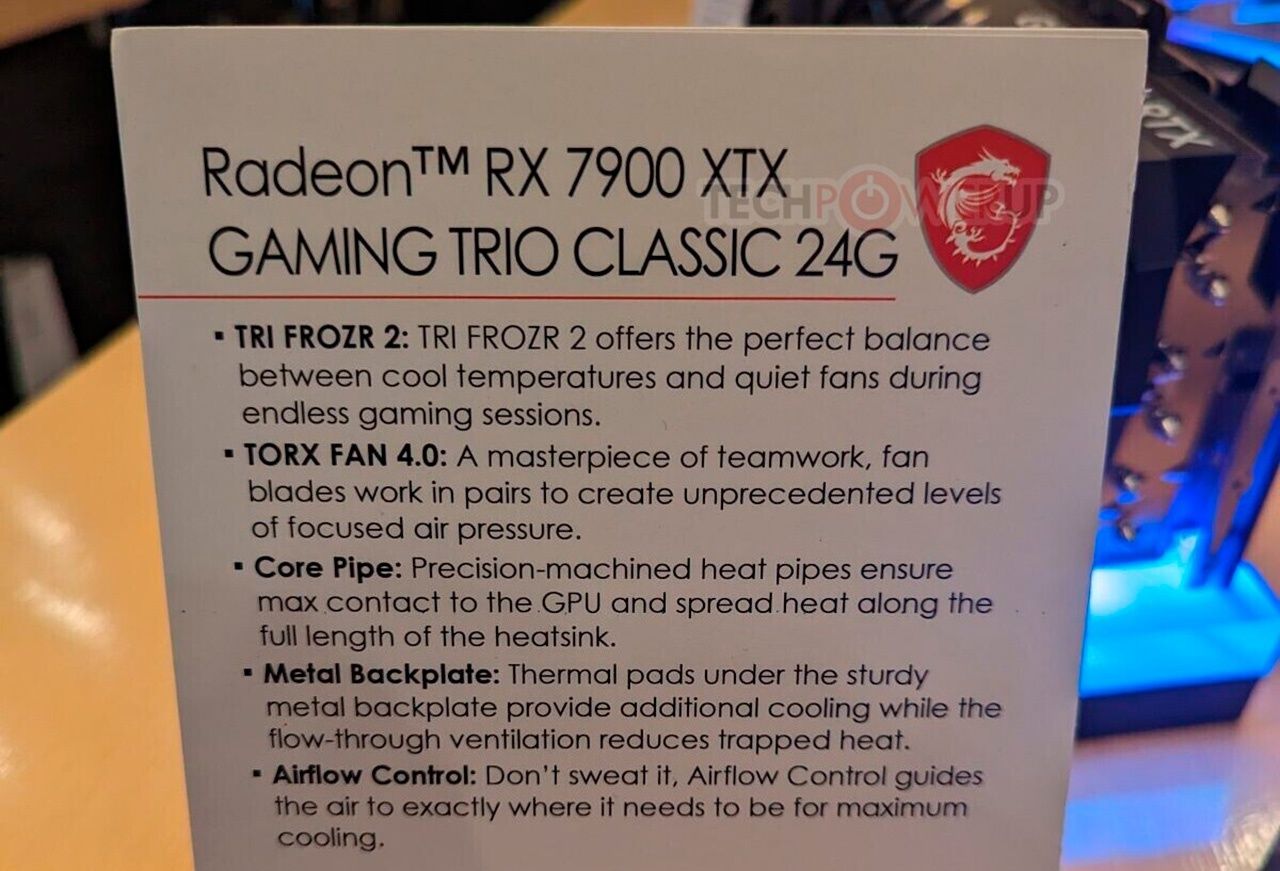 Radeon™ RX 7900 XTX
TECHPOWERUP
GAMING TRIO CLASSIC 24G
▪ TRI FROZR 2: TRI FROZR 2 offers the perfect balance
between cool temperatures and quiet fans during
endless gaming sessions.
▪ TORX FAN 4.0: A masterpiece of teamwork, fan
blades work in pairs to create unprecedented levels
of focused air pressure.
▪ Core Pipe: Precision-machined heat pipes ensure
max contact to the GPU and spread heat along the
full length of the heatsink.
▪ Metal Backplate: Thermal pads under the sturdy
metal backplate provide additional cooling while the
flow-through ventilation reduces trapped heat.
▪ Airflow Control: Don't sweat it, Airflow Control guides
the air to exactly where it needs to be for maximum
cooling.